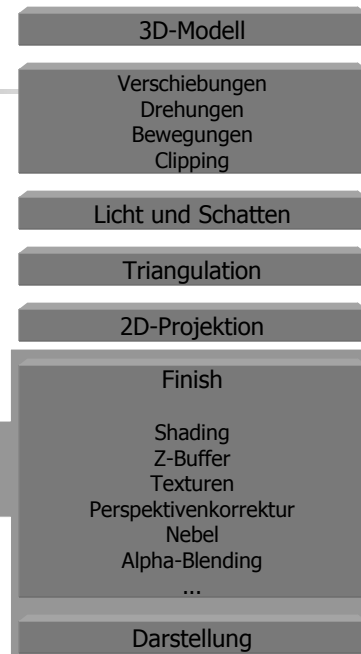 3D-Modell
Verschiebungen
Drehungen
Bewegungen
Clipping
Licht und Schatten
Triangulation
2D-Projektion
Finish
Shading
Z-Buffer
Texturen
Perspektivenkorrektur
Nebel
Alpha-Blending
...
Darstellung